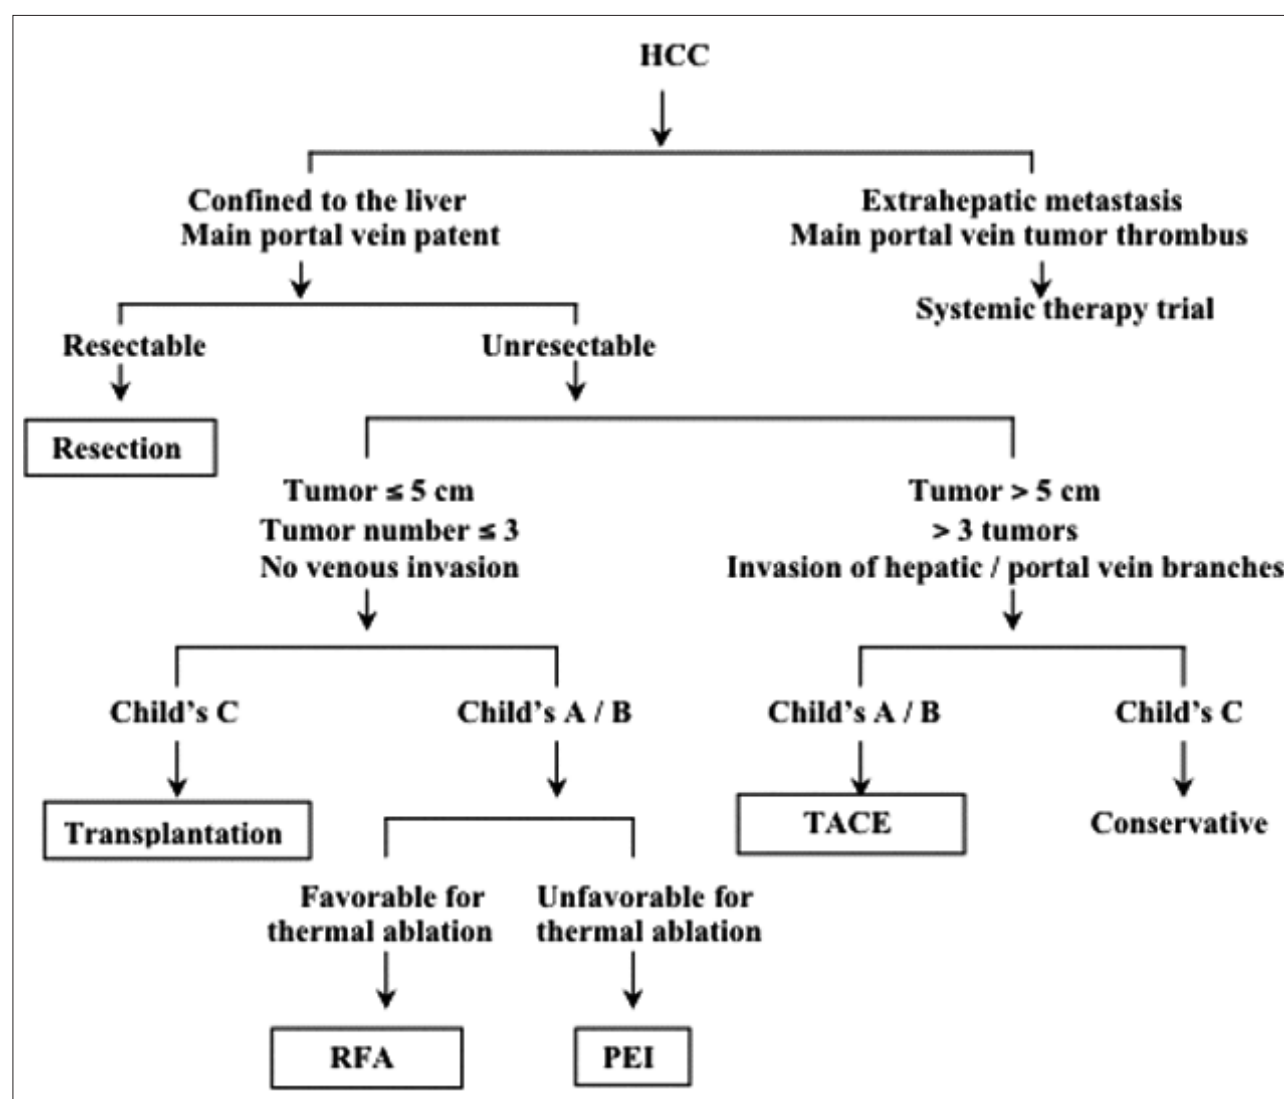 HCC
Confined to the liver
Main portal vein patent
Extrahepatic metastasis
Main portal vein tumor thrombus
Systemic therapy trial
Resectable
Unresectable
Resection
Tumor ≤ 5 cm
Tumor number ≤ 3
No venous invasion
Tumor > 5 cm
> 3 tumors
Invasion of hepatic / portal vein branches
Child's C
Child's A / B
Child's A / B
Child's C
Transplantation
TACE
Conservative
Favorable for
thermal ablation
Unfavorable for
thermal ablation
RFA
PEI